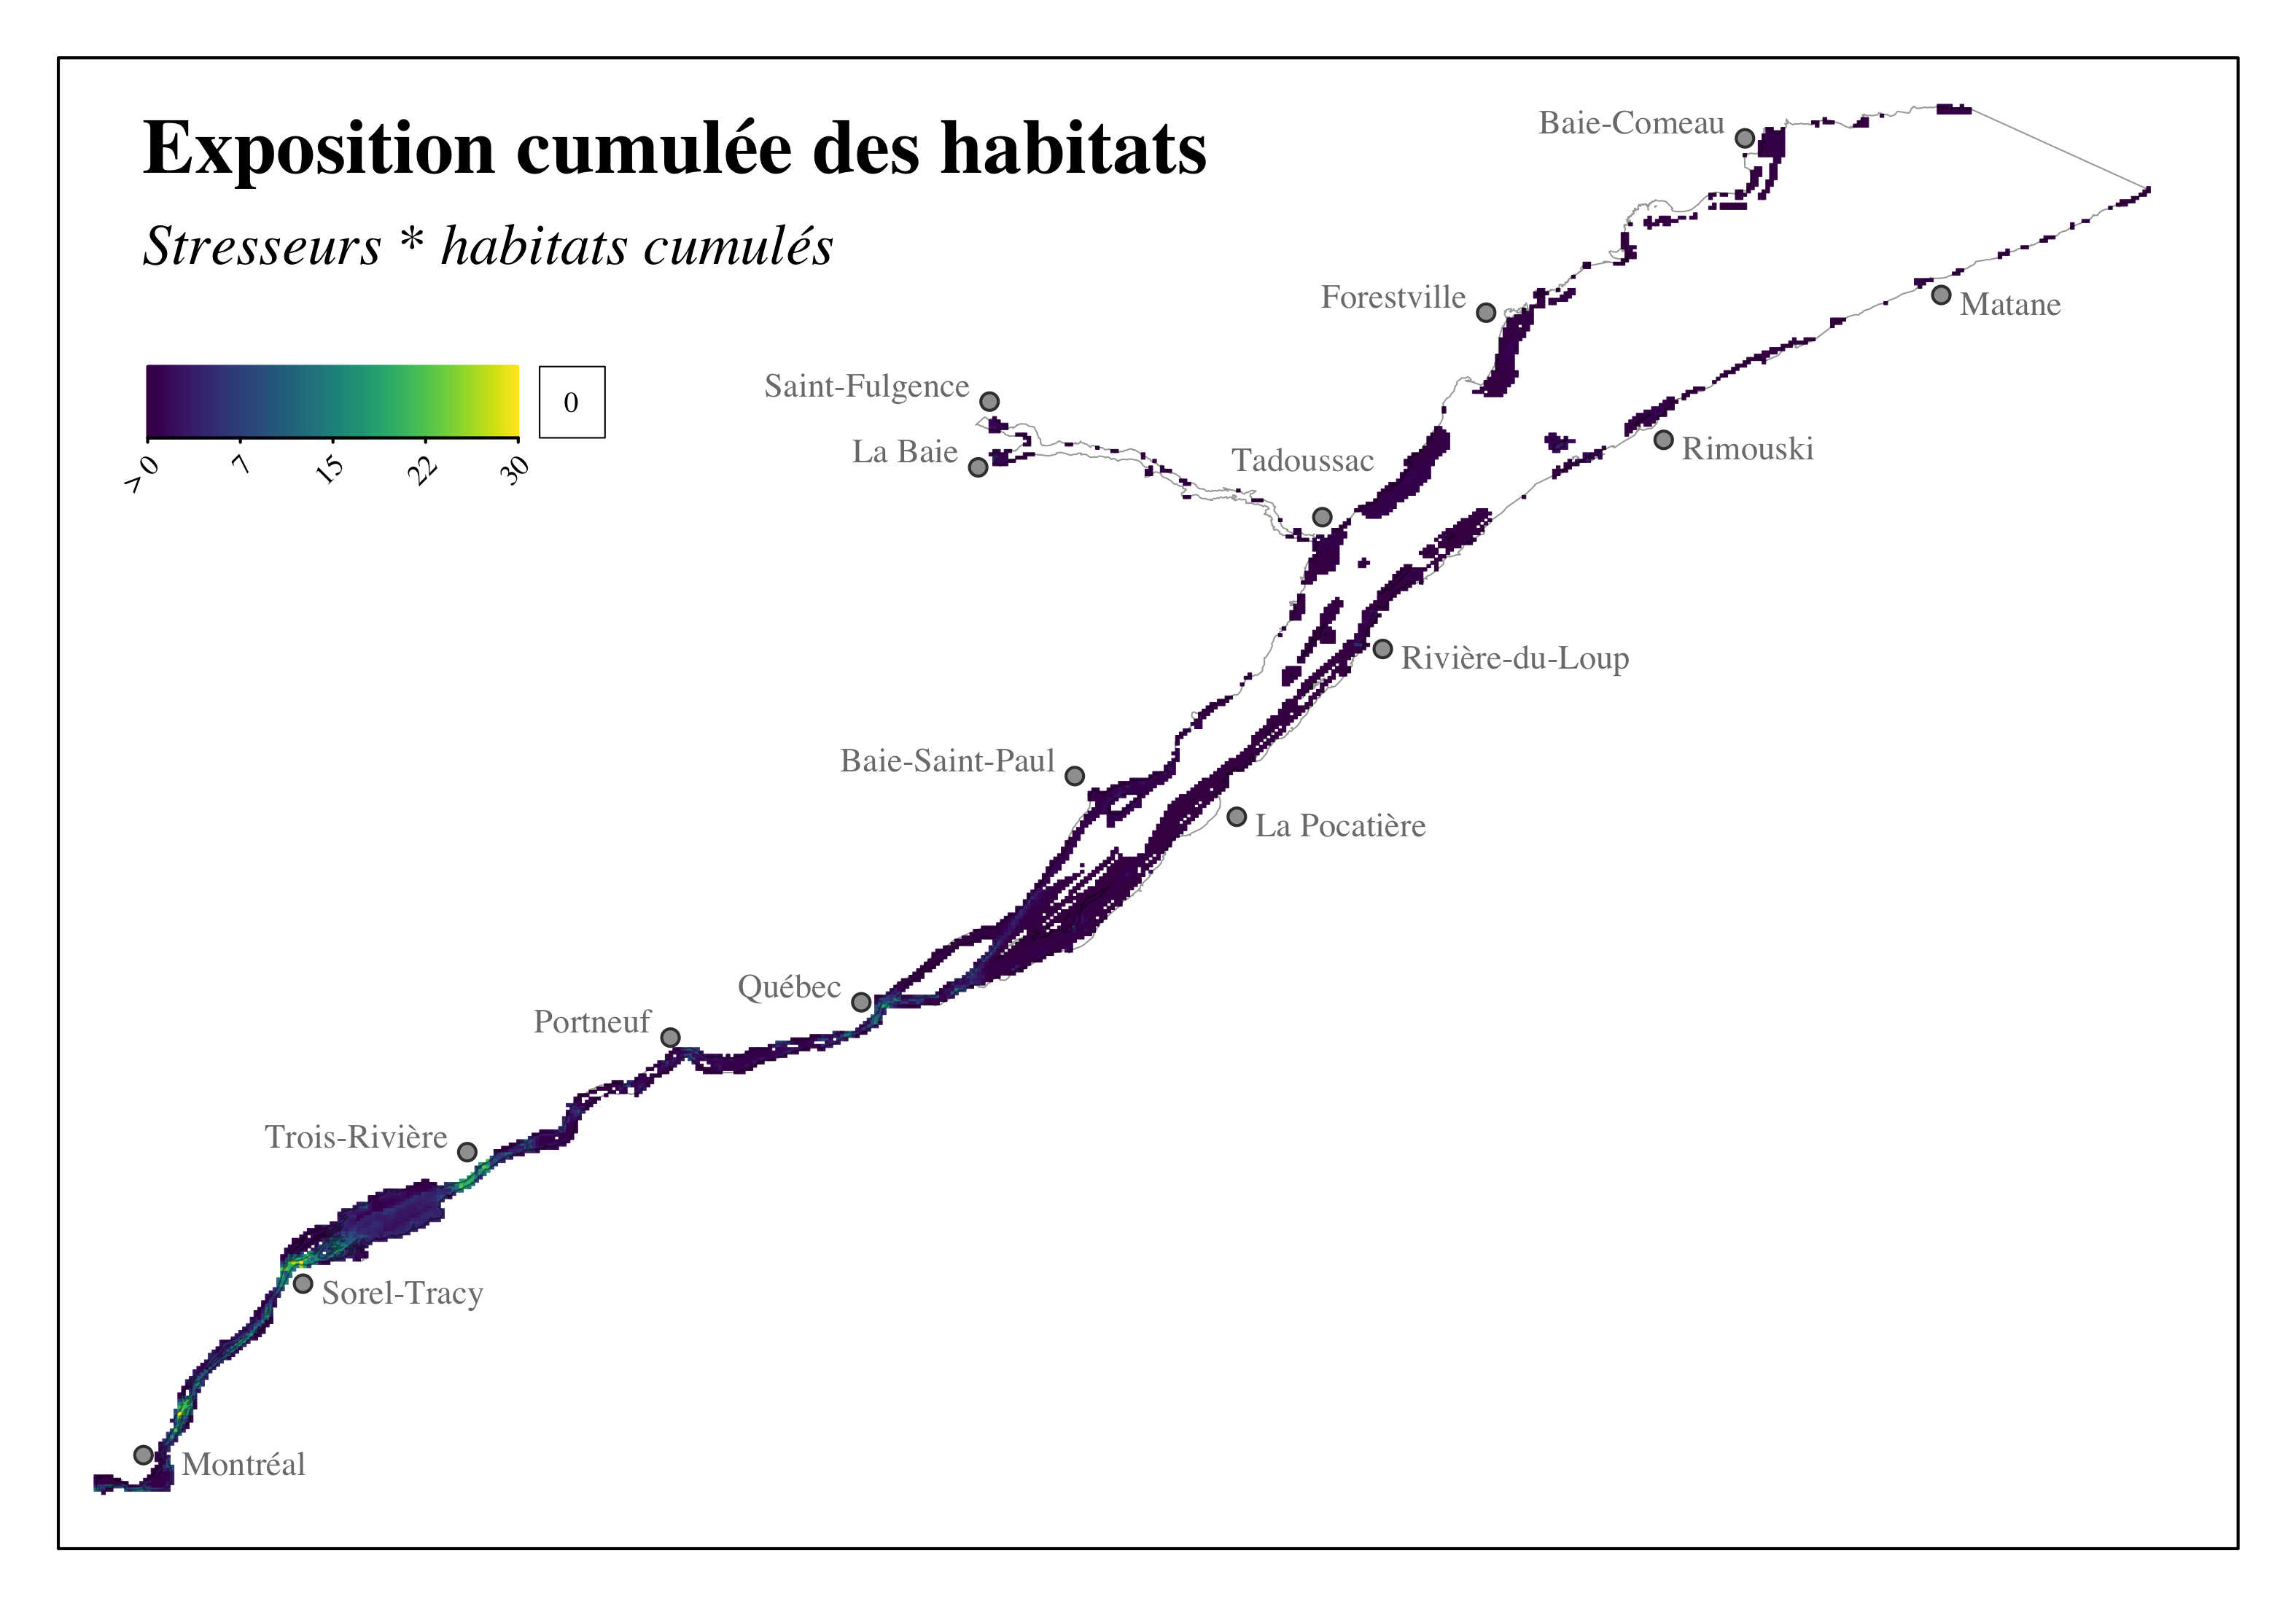 Exposition cumulée des habitats
Stresseurs * habitats cumulés
> 0
7
15
22
30
0
Baie-Comeau
Forestville
Matane
Saint-Fulgence
La Baie
Tadoussac
Rimouski
Rivière-du-Loup
Baie-Saint-Paul
La Pocatière
Québec
Portneuf
Trois-Rivière
Sorel-Tracy
Montréal